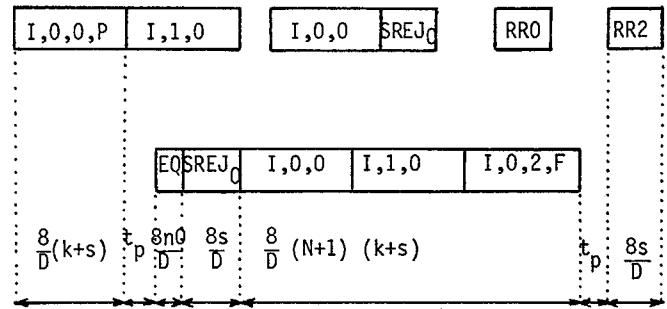 I,0,0,P I,1,0 I,0,0 SREJ0 RR0 RR2
EQ SREJ0 I,0,0 I,1,0 I,0,2,F
8/D (k+s) tp 8nQ/D 8s/D 8/D (N+1) (k+s) tp 8s/D